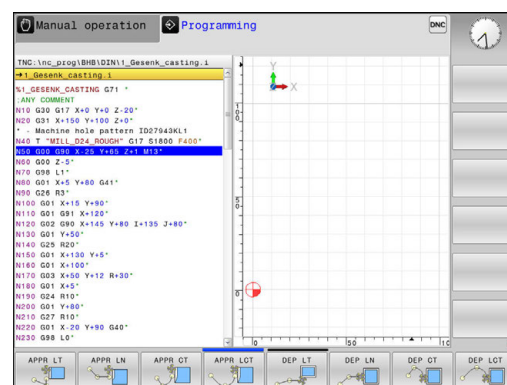 Manual operation
Programming
DNC
TNC:\nc_prog\BHB\DIN\1_Gesenk_casting.i
→1_Gesenk_casting.i
%1_GESENK_CASTING G71 *
;ANY COMMENT
N10 G30 G17 X+0 Y+0 Z-20*
N20 G31 X+150 Y+100 Z+0*
* - Machine hole pattern ID27943KL1
N40 T "MILL_D24_ROUGH" G17 S1800 F400*
N50 G00 G90 X-25 Y+65 Z+1 M13*
N60 G00 Z-5*
N70 G98 L1*
N80 G01 X+5 Y+80 G41*
N90 G26 R3*
N100 G01 X+15 Y+90*
N110 G01 G91 X+120*
N120 G02 G90 X+145 Y+80 I+135 J+80*
N130 G01 Y+50*
N140 G25 R20*
N150 G01 X+130 Y+5*
N160 G01 X+100*
N170 G03 X+50 Y+12 R+30*
N180 G01 X+5*
N190 G24 R10*
N200 G01 Y+80*
N210 G27 R10*
N220 G01 X-20 Y+90 G40*
N230 G98 L0*
Y
X
100
50
0
0
50
10
APPR LT
APPR LN
APPR CT
APPR LCT
DEP LT
DEP LN
DEP CT
DEP LCT